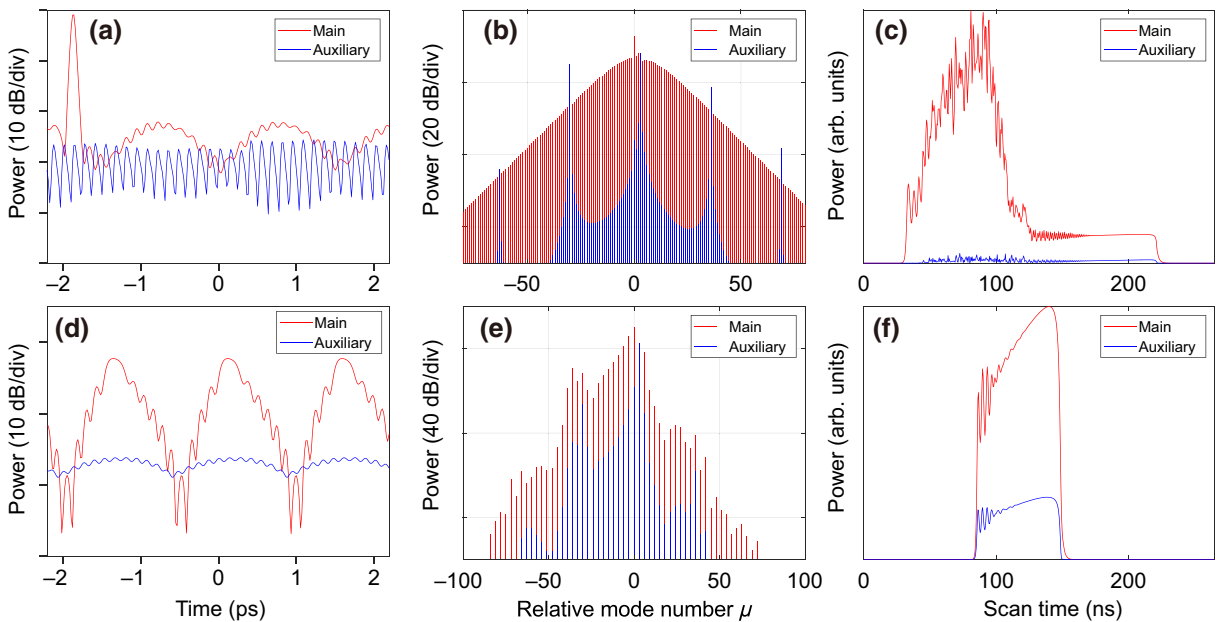 (a)
Main
Auxiliary
Power (10 dB/div)
−2 −1 0 1 2
(b)
Main
Auxiliary
Power (20 dB/div)
−50 0 50
(c)
Main
Auxiliary
Power (arb. units)
0 100 200
(d)
Main
Auxiliary
Power (10 dB/div)
−2 −1 0 1 2
Time (ps)
(e)
Main
Auxiliary
Power (40 dB/div)
−100 −50 0 50 100
Relative mode number μ
(f)
Main
Auxiliary
Power (arb. units)
0 100 200
Scan time (ns)